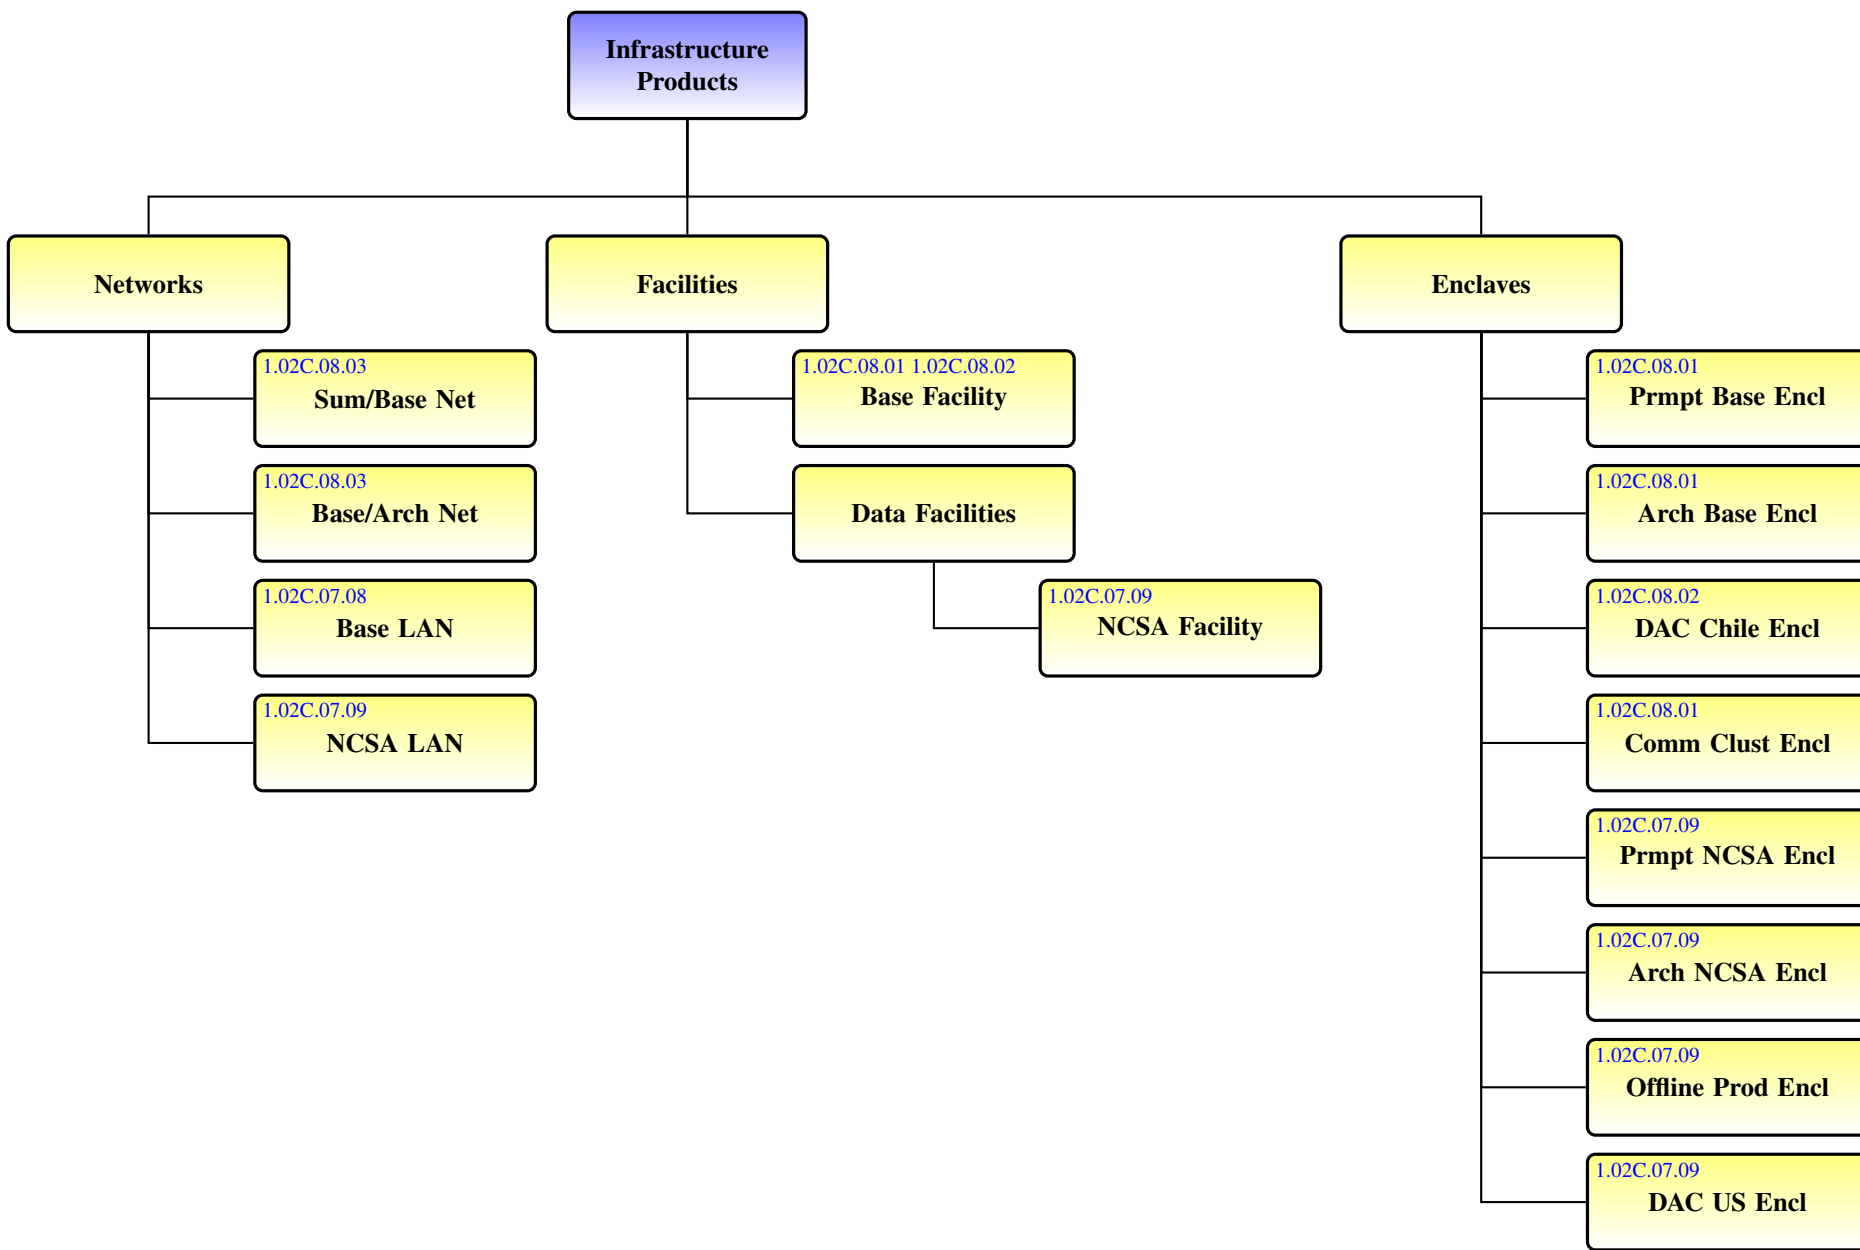 Infrastructure
Products
Networks
1.02C.08.03
Sum/Base Net
1.02C.08.03
Base/Arch Net
1.02C.07.08
Base LAN
1.02C.07.09
NCSA LAN
Facilities
1.02C.08.01 1.02C.08.02
Base Facility
Data Facilities
1.02C.07.09
NCSA Facility
Enclaves
1.02C.08.01
Prmpt Base Encl
1.02C.08.01
Arch Base Encl
1.02C.08.02
DAC Chile Encl
1.02C.08.01
Comm Clust Encl
1.02C.07.09
Prmpt NCSA Encl
1.02C.07.09
Arch NCSA Encl
1.02C.07.09
Offline Prod Encl
1.02C.07.09
DAC US Encl